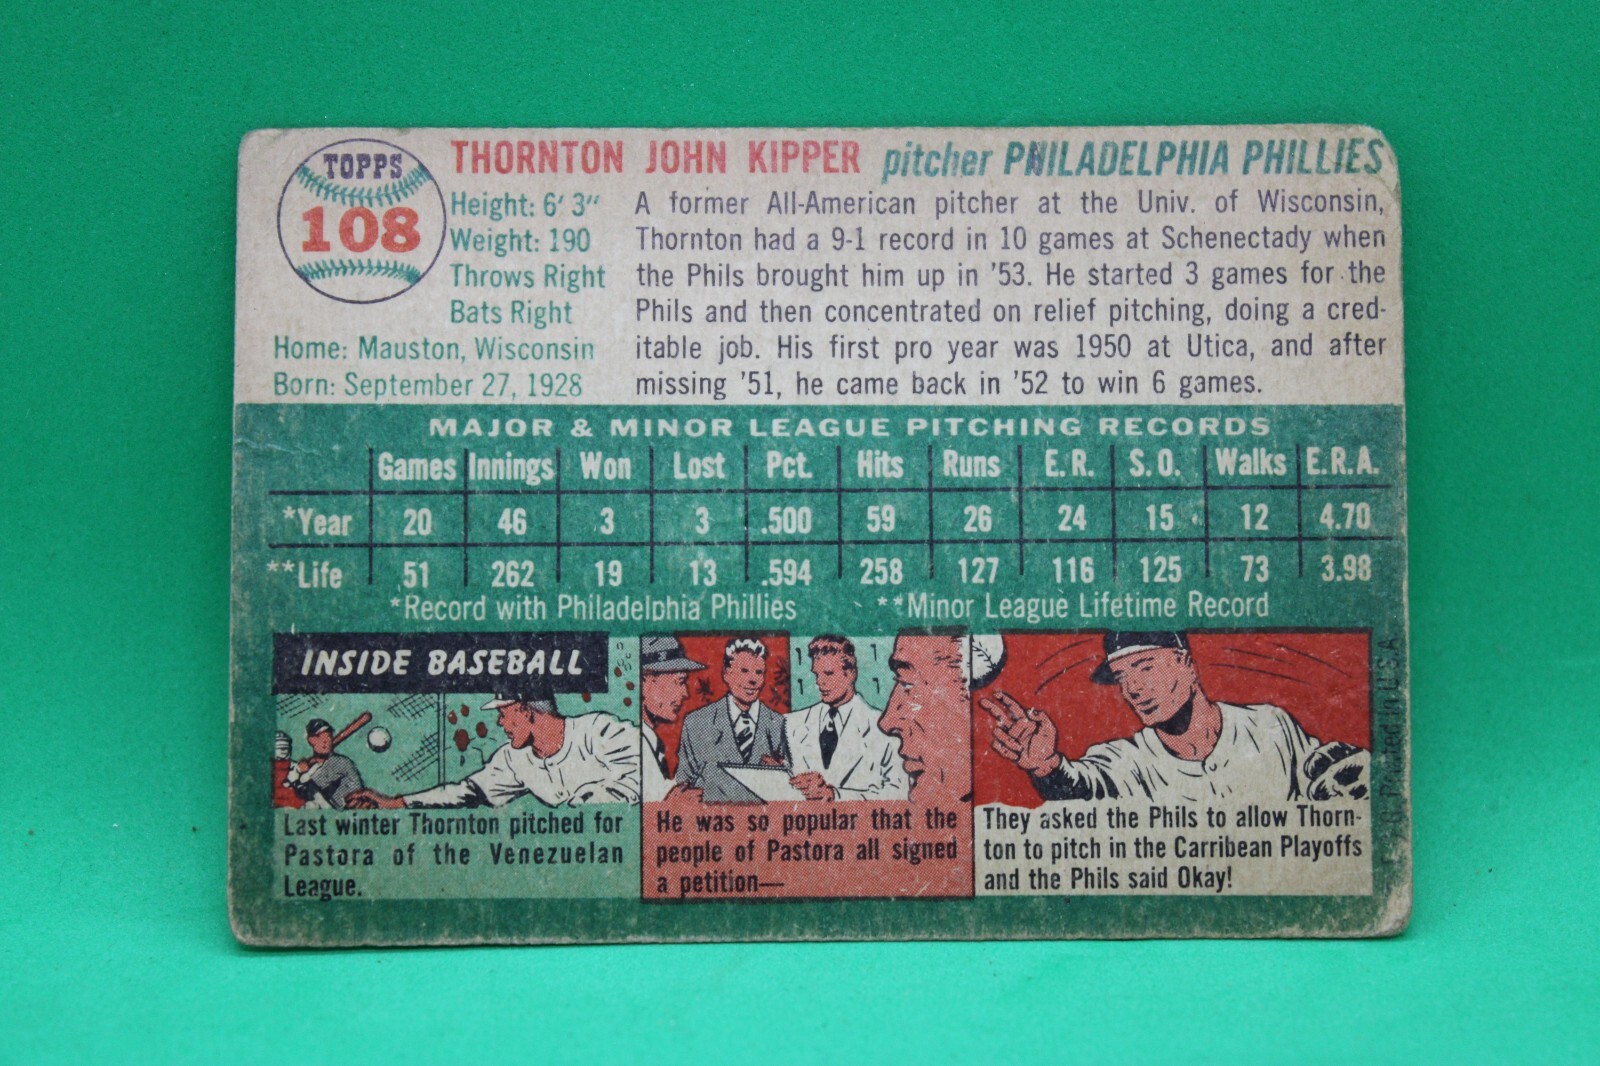 TOPPS
108
THORNTON JOHN KIPPER pitcher PHILADELPHIA PHILLIES
Height: 6' 3"
Weight: 190
Throws Right
Bats Right
Home: Mauston, Wisconsin
Born: September 27, 1928
A former All-American pitcher at the Univ. of Wisconsin,
Thornton had a 9-1 record in 10 games at Schenectady when
the Phils brought him up in '53. He started 3 games for the
Phils and then concentrated on relief pitching, doing a cred-
itable job. His first pro year was 1950 at Utica, and after
missing '51, he came back in '52 to win 6 games.
MAJOR & MINOR LEAGUE PITCHING RECORDS
Games Innings Won Lost Pct. Hits Runs E.R. S.O. Walks E.R.A.
*Year 20 46 3 3 .500 59 26 24 15 12 4.70
**Life 51 262 19 13 .594 258 127 116 125 73 3.98
*Record with Philadelphia Phillies **Minor League Lifetime Record
INSIDE BASEBALL
Last winter Thornton pitched for
Pastora of the Venezuelan
League.
He was so popular that the
people of Pastora all signed
a petition—
They asked the Phils to allow Thorn-
ton to pitch in the Carribean Playoffs
and the Phils said Okay!
Printed in U.S.A